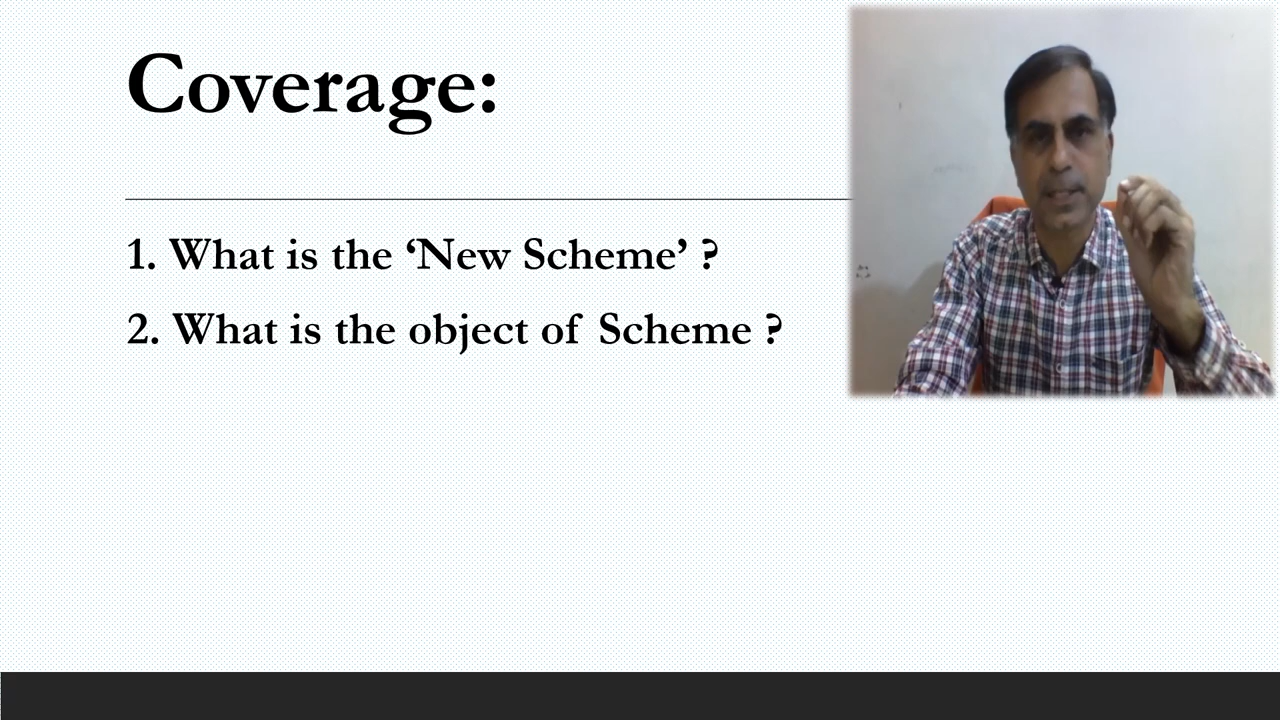 Coverage:
1. What is the ‘New Scheme’ ?
2. What is the object of Scheme ?